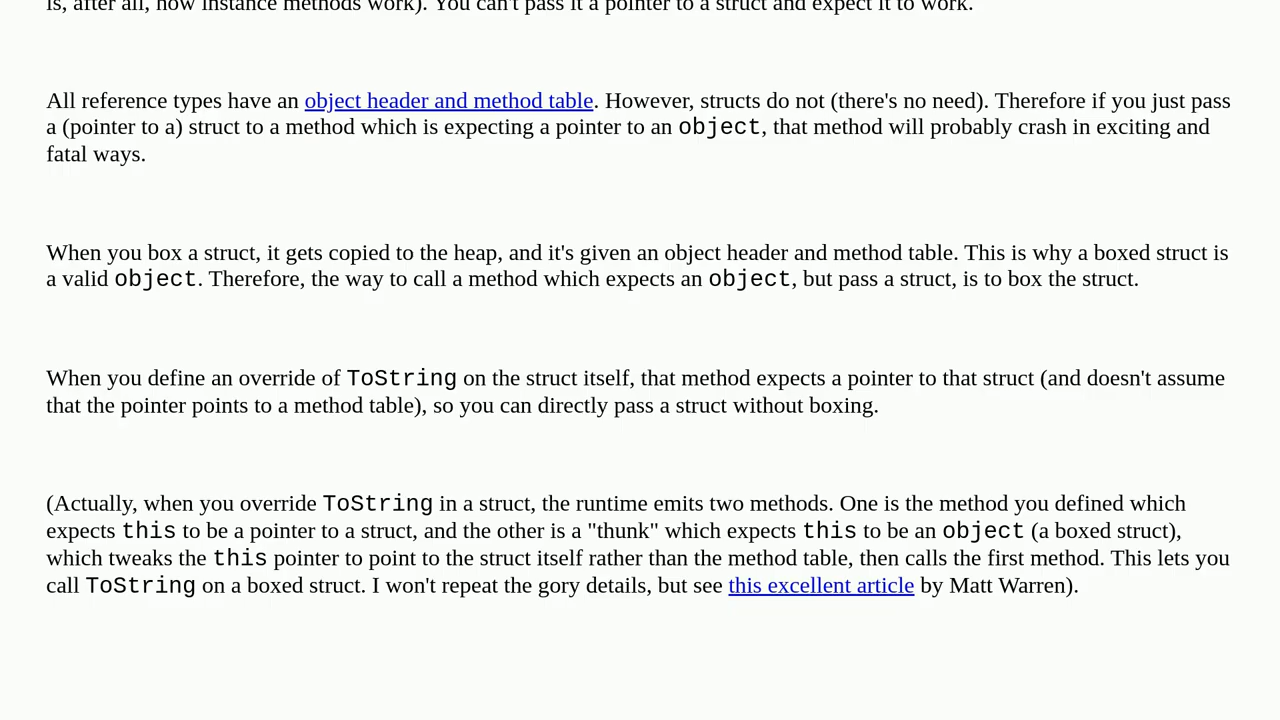 is, after all, how instance methods work). You can't pass it a pointer to a struct and expect it to work.
All reference types have an object header and method table. However, structs do not (there's no need). Therefore if you just pass
a (pointer to a) struct to a method which is expecting a pointer to an object, that method will probably crash in exciting and
fatal ways.
When you box a struct, it gets copied to the heap, and it's given an object header and method table. This is why a boxed struct is
a valid object. Therefore, the way to call a method which expects an object, but pass a struct, is to box the struct.
When you define an override of ToString on the struct itself, that method expects a pointer to that struct (and doesn't assume
that the pointer points to a method table), so you can directly pass a struct without boxing.
(Actually, when you override ToString in a struct, the runtime emits two methods. One is the method you defined which
expects this to be a pointer to a struct, and the other is a "thunk" which expects this to be an object (a boxed struct),
which tweaks the this pointer to point to the struct itself rather than the method table, then calls the first method. This lets you
call ToString on a boxed struct. I won't repeat the gory details, but see this excellent article by Matt Warren).